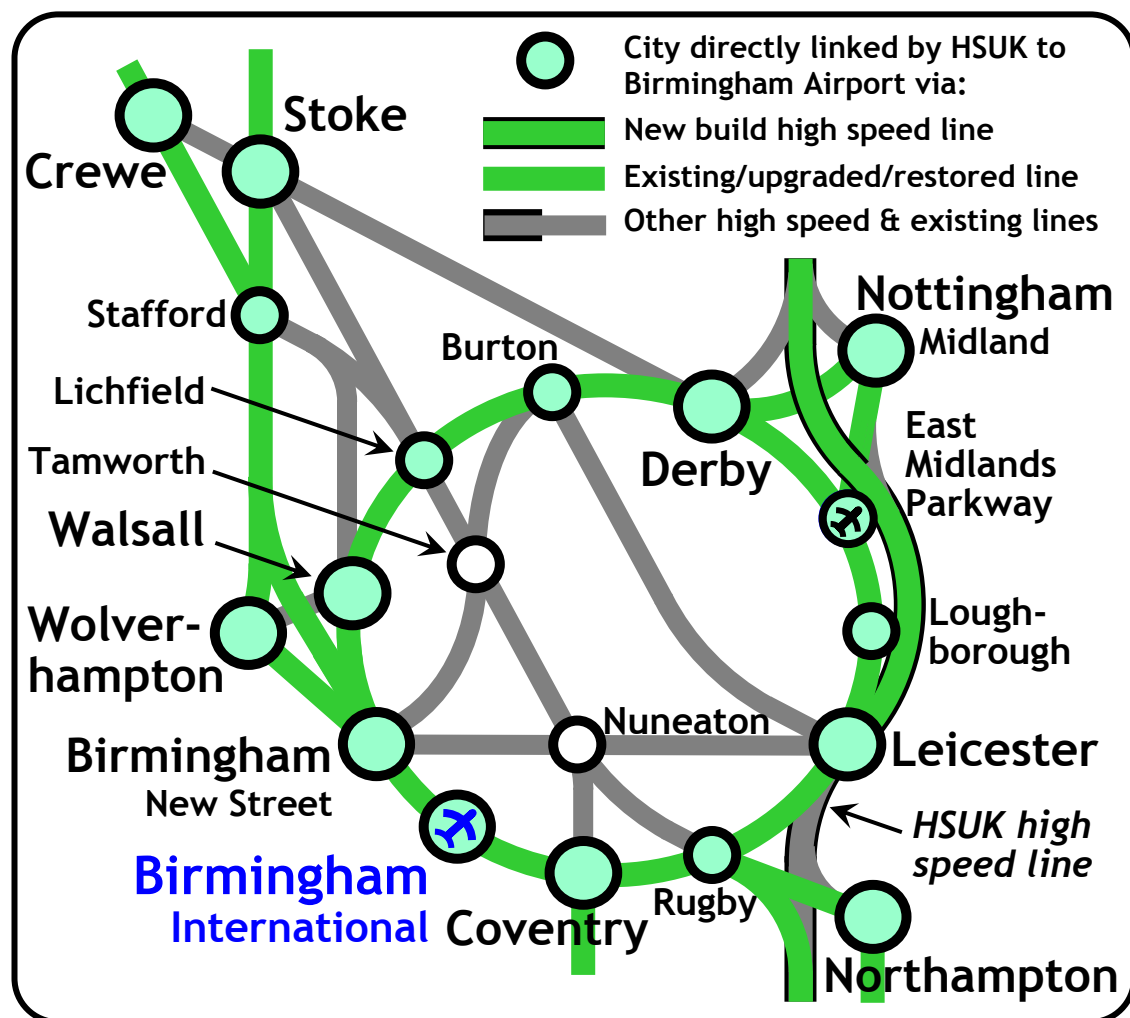 City directly linked by HSUK to
Birmingham Airport via:
New build high speed line
Existing/upgraded/restored line
Other high speed & existing lines
Stoke
Crewe
Stafford
Nottingham
Midland
Burton
Lichfield
Tamworth
Derby
East
Midlands
Parkway
Walsall
Wolver-
hampton
Lough-
borough
Nuneaton
Birmingham
New Street
Leicester
HSUK high
speed line
Birmingham
International
Coventry
Rugby
Northampton